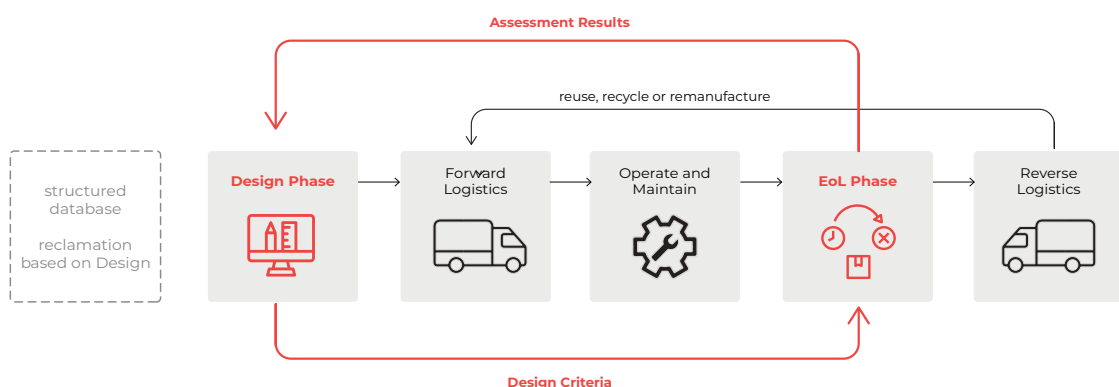 Assessment Results
reuse, recycle or remanufacture
structured
database
reclamation
based on Design
Design Phase
Forward
Logistics
Operate and
Maintain
EoL Phase
Reverse
Logistics
Design Criteria